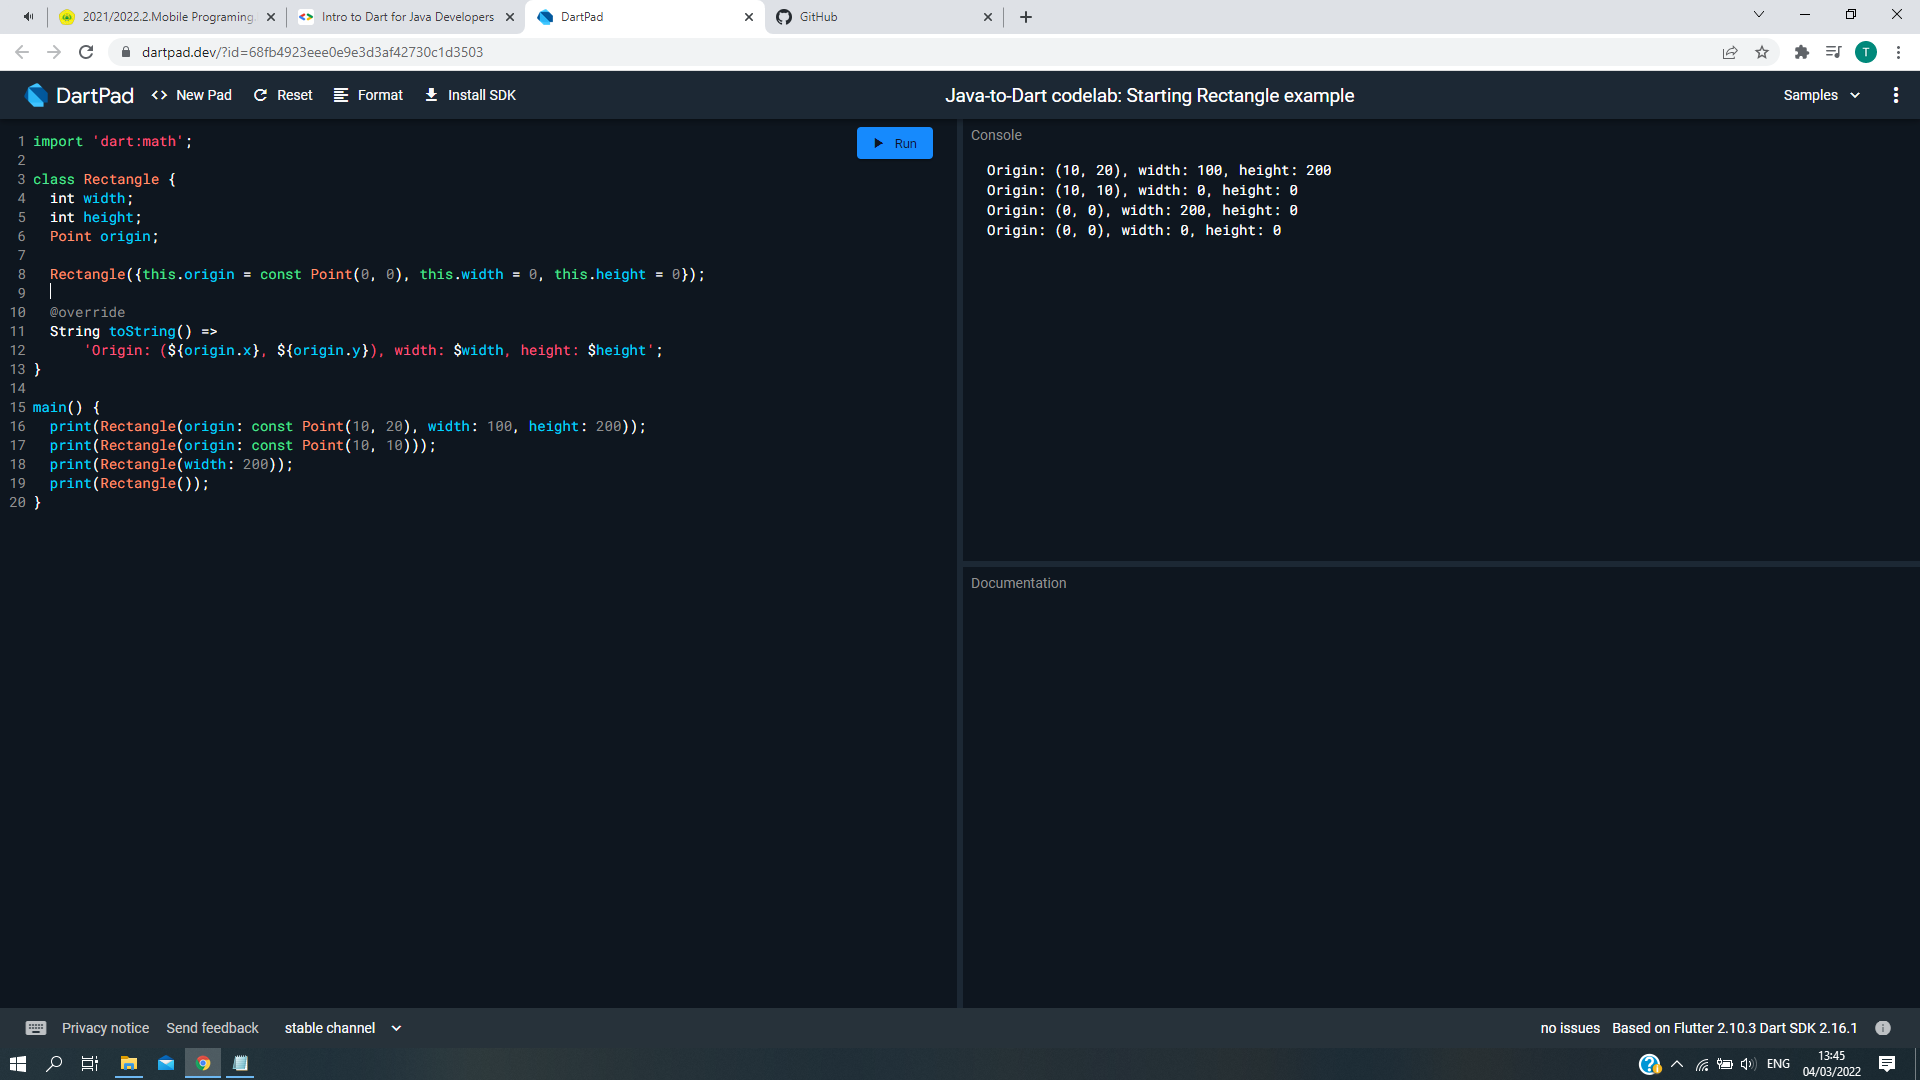 2021/2022.2.Mobile Programing.
Intro to Dart for Java Developers
DartPad
GitHub
dartpad.dev/?id=68fb4923eee0e9e3d3af42730c1d3503
T
DartPad
<> New Pad
Reset
Format
Install SDK
Java-to-Dart codelab: Starting Rectangle example
Samples
1 import 'dart:math';
2
3 class Rectangle {
4 int width;
5 int height;
6 Point origin;
7
8 Rectangle({this.origin = const Point(0, 0), this.width = 0, this.height = 0});
9
10 @override
11 String toString() =>
12 'Origin: (${origin.x}, ${origin.y}), width: $width, height: $height';
13 }
14
15 main() {
16 print(Rectangle(origin: const Point(10, 20), width: 100, height: 200));
17 print(Rectangle(origin: const Point(10, 10)));
18 print(Rectangle(width: 200));
19 print(Rectangle());
20 }
Run
Console
Origin: (10, 20), width: 100, height: 200
Origin: (10, 10), width: 0, height: 0
Origin: (0, 0), width: 200, height: 0
Origin: (0, 0), width: 0, height: 0
Documentation
Privacy notice
Send feedback
stable channel
no issues
Based on Flutter 2.10.3 Dart SDK 2.16.1
ENG
13:45
04/03/2022